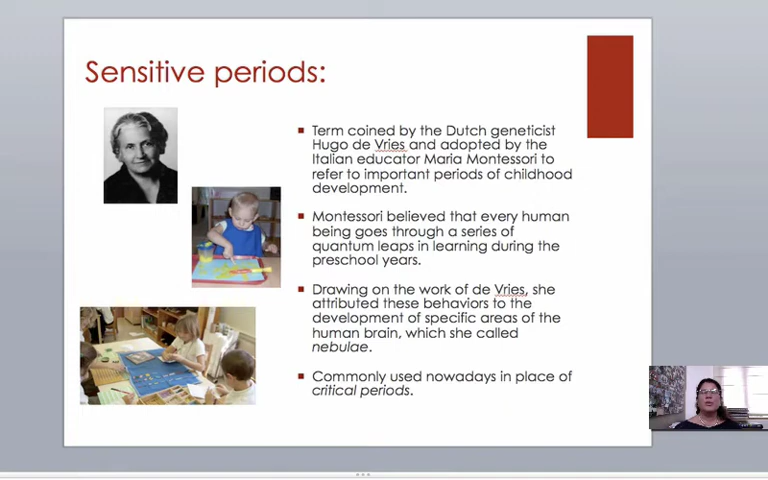 Sensitive periods:
Term coined by the Dutch geneticist
Hugo de Vries and adopted by the
Italian educator Maria Montessori to
refer to important periods of childhood
development.
Montessori believed that every human
being goes through a series of
quantum leaps in learning during the
preschool years.
Drawing on the work of de Vries, she
attributed these behaviors to the
development of specific areas of the
human brain, which she called
nebulae.
Commonly used nowadays in place of
critical periods.